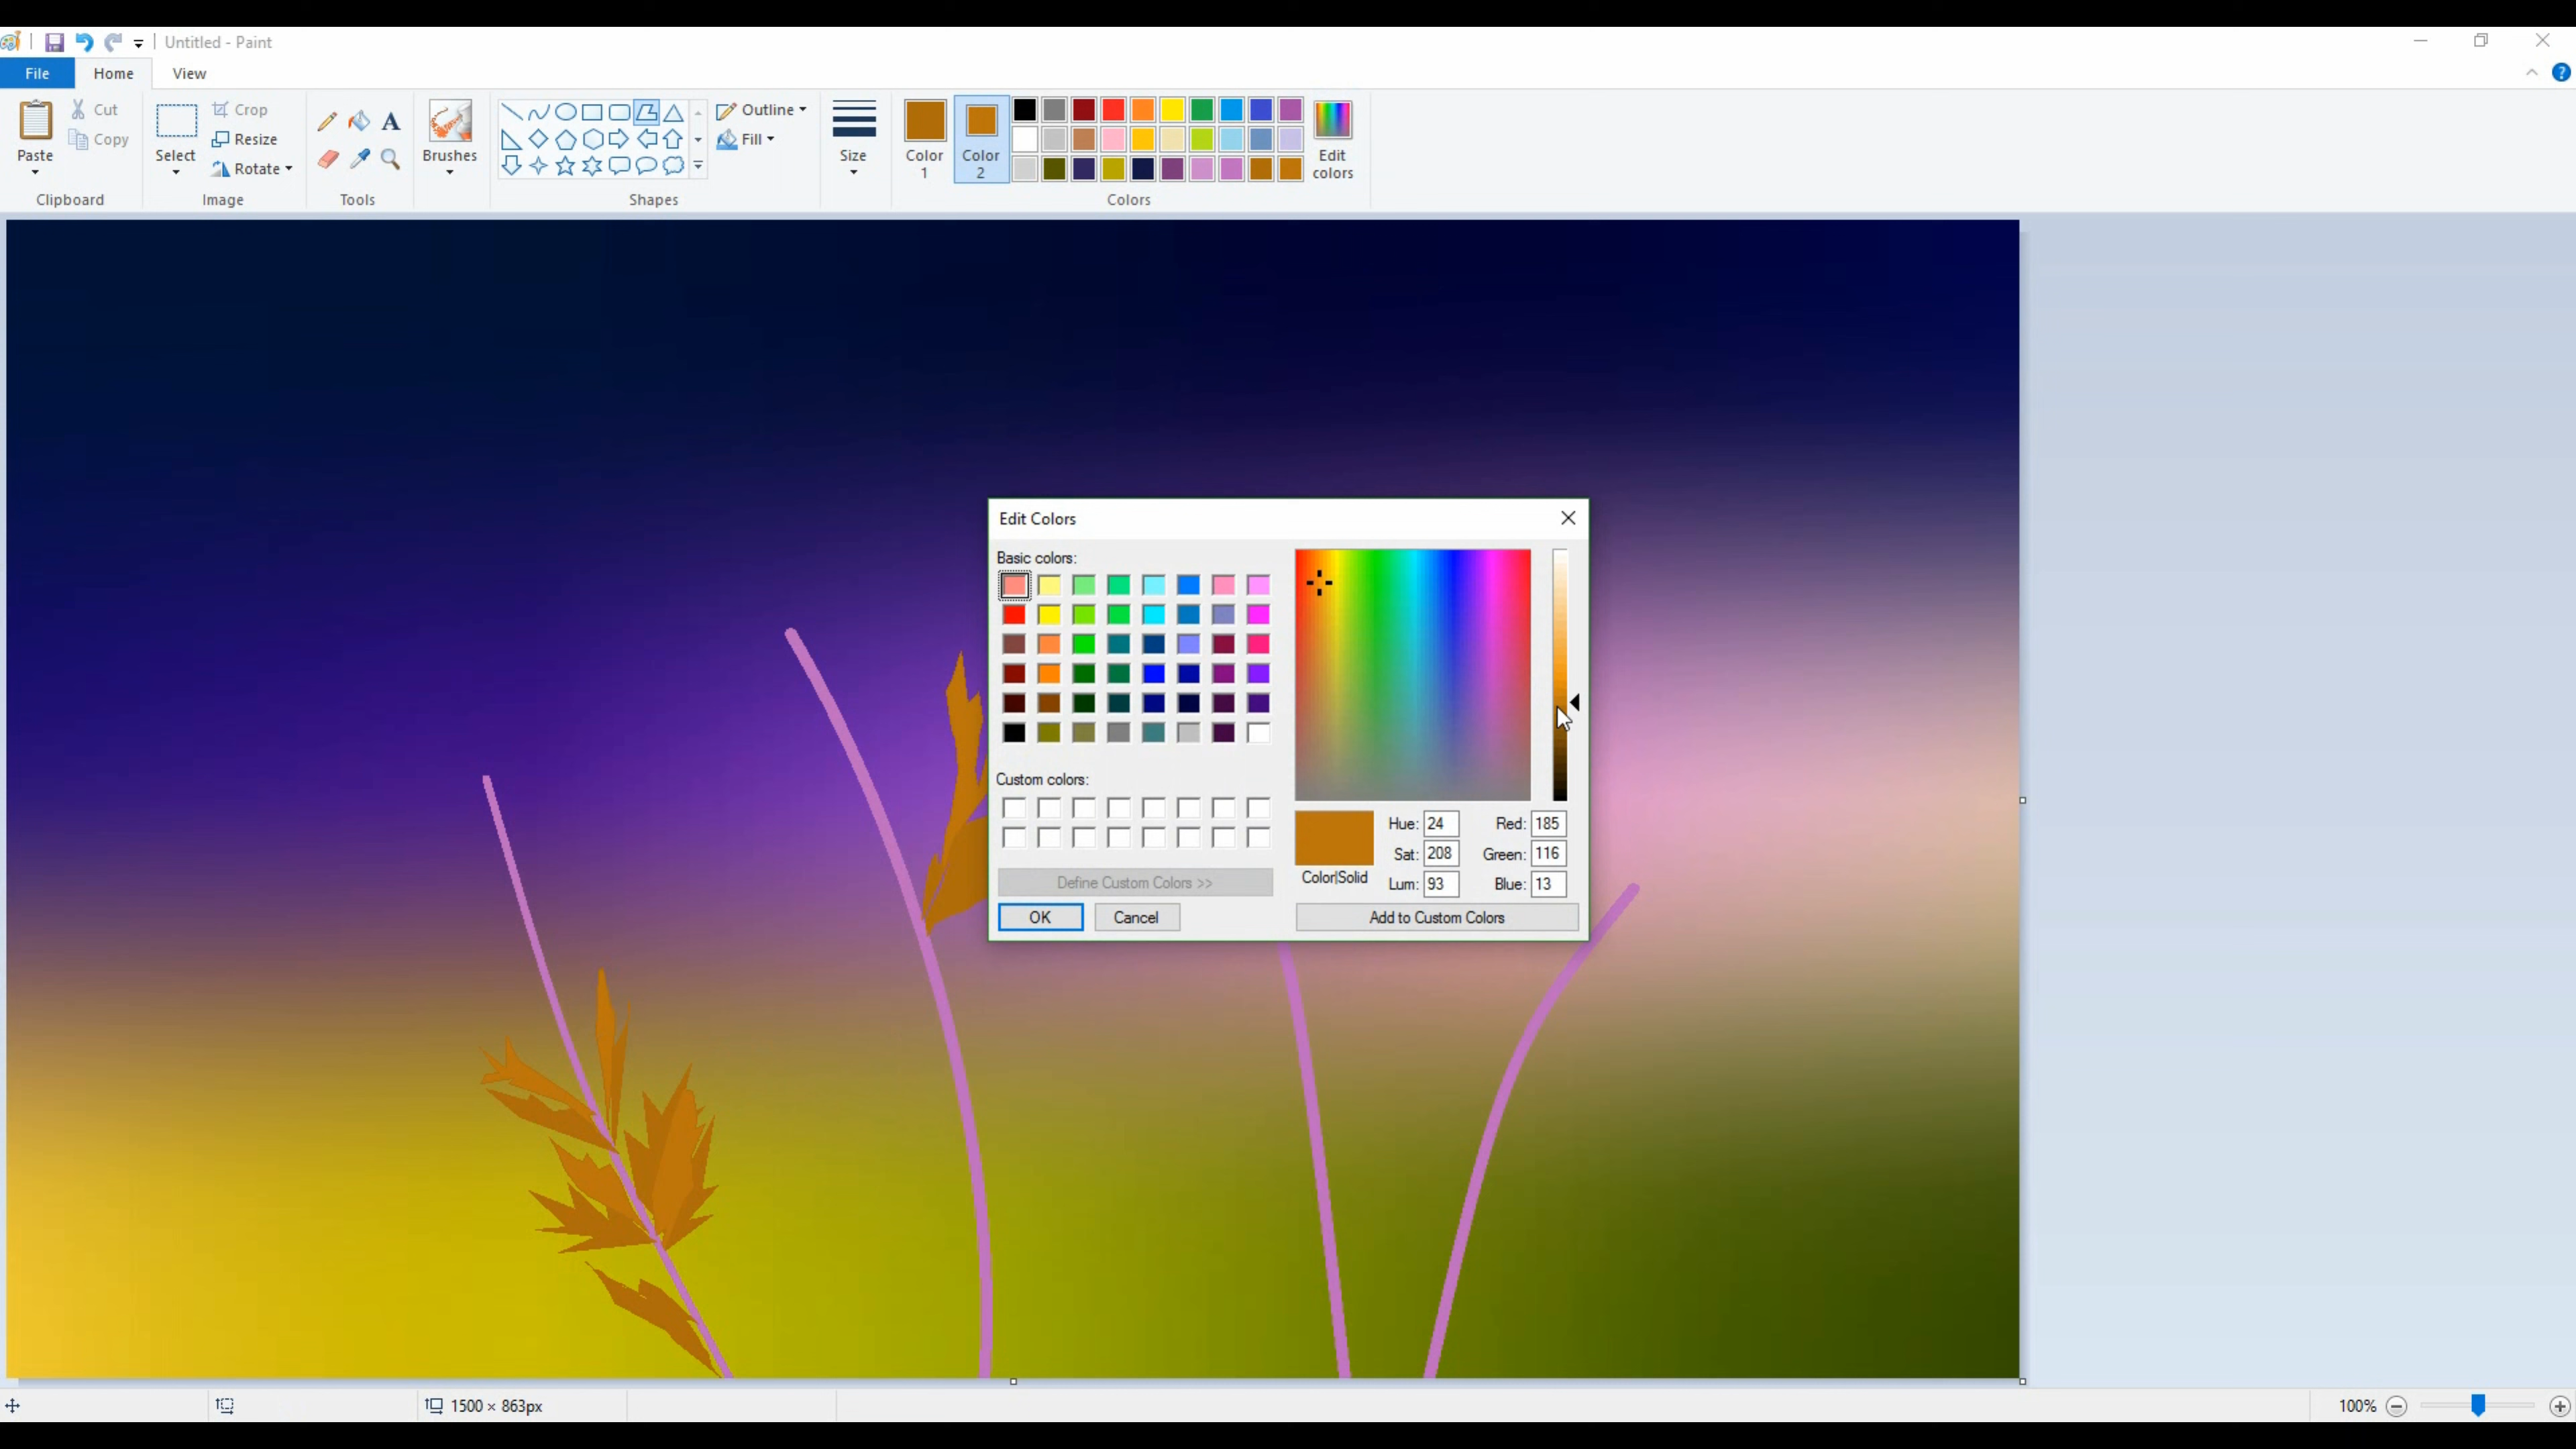 Untitled - Paint
File Home View
Paste
Cut
Copy
Clipboard
Select
Crop
Resize
Rotate
Image
A
Tools
Brushes
Outline
Fill
Shapes
Size
Color 1
Color 2
Edit colors
Colors
Edit Colors
Basic colors:
Custom colors:
Define Custom Colors >>
OK Cancel
Color|Solid
Hue: 24 Red: 185
Sat: 208 Green: 116
Lum: 93 Blue: 13
Add to Custom Colors
1500 × 863px
100%